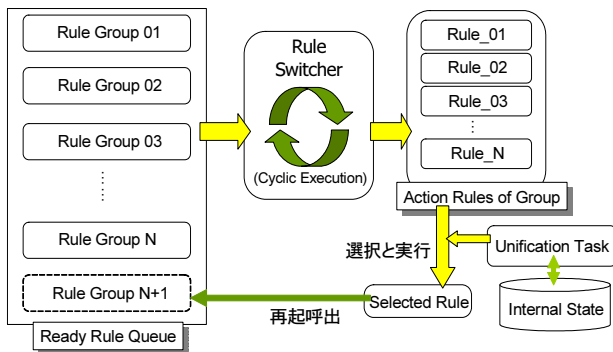 Rule Group 01
Rule Group 02
Rule Group 03
Rule Group N
Rule Group N+1
Ready Rule Queue
Rule
Switcher
(Cyclic Execution)
Rule_01
Rule_02
Rule_03
Rule_N
Action Rules of Group
選択と実行
Unification Task
Internal State
Selected Rule
再起呼出